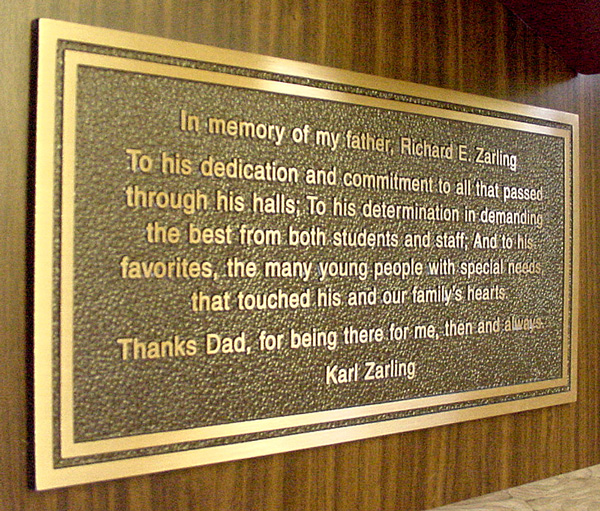 In memory of my father, Richard E. Zarling
To his dedication and commitment to all that passed
through his halls; To his determination in demanding
the best from both students and staff; And to his
favorites, the many young people with special needs
that touched his and our family's hearts.
Thanks Dad, for being there for me, then and always.
Karl Zarling